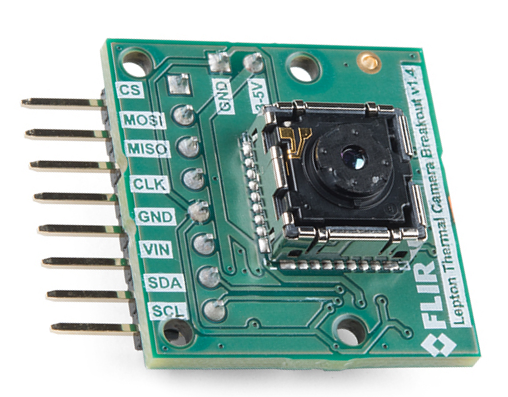 CS
MOSI
MISO
CLK
GND
VIN
SDA
SCL
GND
3-5V
FLIR
Lepton Thermal Camera Breakout v1.4